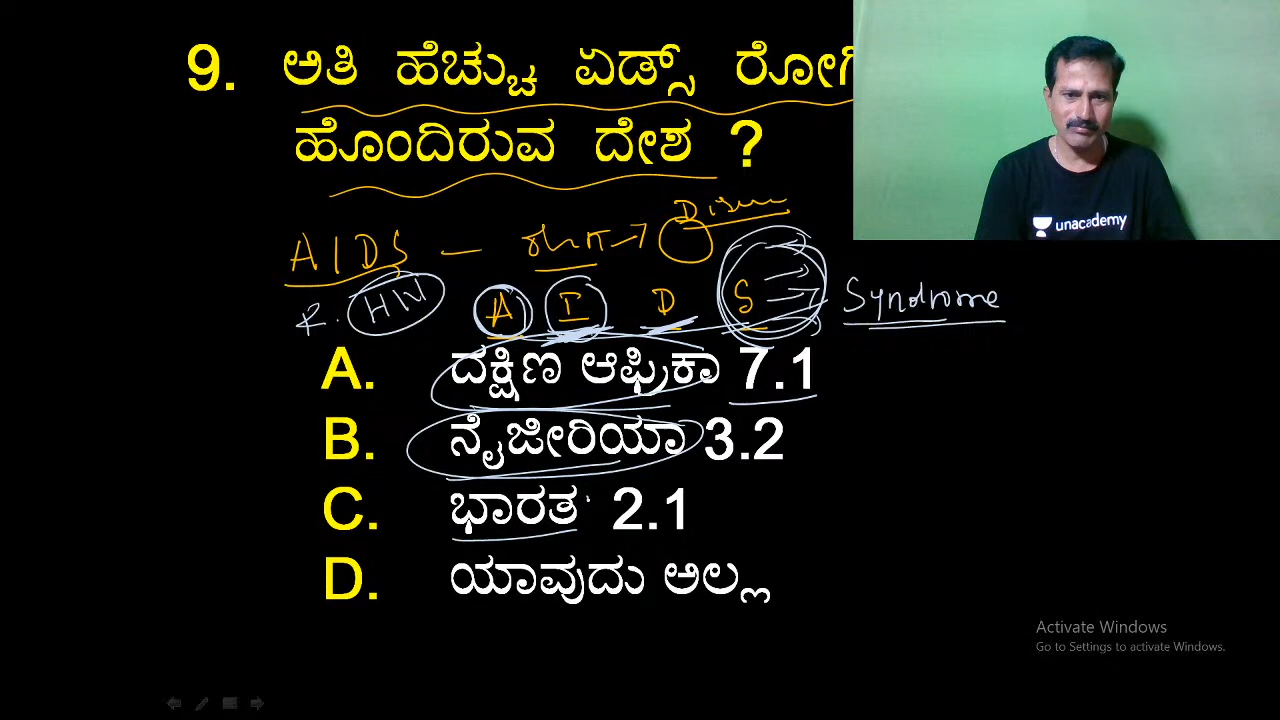 9. ಅತಿ ಹೆಚ್ಚು ಏಡ್ಸ್
ಹೊಂದಿರುವ ದೇಶ ?
unacademy
AIDS –
HIV
A I D S → Syndrome
A. ದಕ್ಷಿಣ ಆಫ್ರಿಕಾ 7.1
B. ನೈಜೀರಿಯಾ 3.2
C. ಭಾರತ 2.1
D. ಯಾವುದು ಅಲ್ಲ
Activate Windows
Go to Settings to activate Windows.